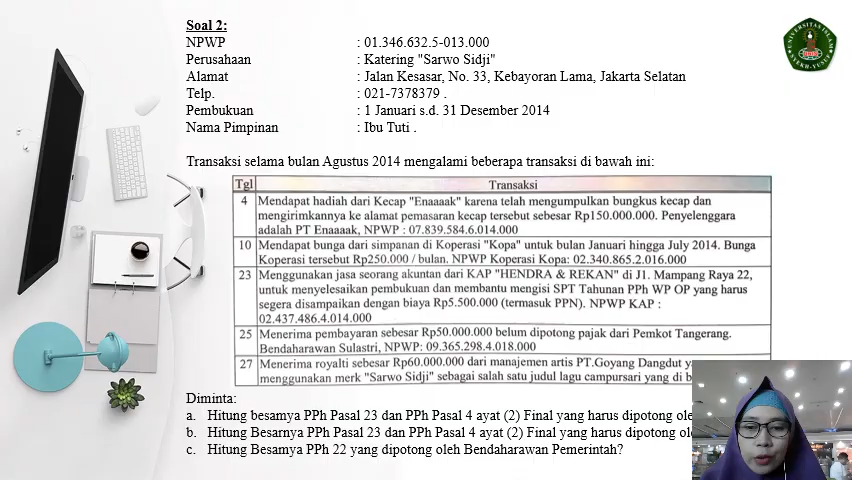 Soal 2:
NPWP : 01.346.632.5-013.000
Perusahaan : Katering "Sarwo Sidji"
Alamat : Jalan Kesasar, No. 33, Kebayoran Lama, Jakarta Selatan
Telp. : 021-7378379 .
Pembukuan : 1 Januari s.d. 31 Desember 2014
Nama Pimpinan : Ibu Tuti .
Transaksi selama bulan Agustus 2014 mengalami beberapa transaksi di bawah ini:
Tgl Transaksi
4 Mendapat hadiah dari Kecap "Enaaaak" karena telah mengumpulkan bungkus kecap dan
mengirimkannya ke alamat pemasaran kecap tersebut sebesar Rp150.000.000. Penyelenggara
adalah PT Enaaaak, NPWP : 07.839.584.6.014.000
10 Mendapat bunga dari simpanan di Koperasi "Kopa" untuk bulan Januari hingga July 2014. Bunga
Koperasi tersebut Rp250.000 / bulan. NPWP Koperasi Kopa: 02.340.865.2.016.000
23 Menggunakan jasa seorang akuntan dari KAP "HENDRA & REKAN" di J1. Mampang Raya 22,
untuk menyelesaikan pembukuan dan membantu mengisi SPT Tahunan PPh WP OP yang harus
segera disampaikan dengan biaya Rp5.500.000 (termasuk PPN). NPWP KAP :
02.437.486.4.014.000
25 Menerima pembayaran sebesar Rp50.000.000 belum dipotong pajak dari Pemkot Tangerang.
Bendaharawan Sulastri, NPWP: 09.365.298.4.018.000
27 Menerima royalti sebesar Rp60.000.000 dari manajemen artis PT.Goyang Dangdut
menggunakan merk "Sarwo Sidji" sebagai salah satu judul lagu campursari yang di
Diminta:
a. Hitung besamya PPh Pasal 23 dan PPh Pasal 4 ayat (2) Final yang harus dipotong
b. Hitung Besarnya PPh Pasal 23 dan PPh Pasal 4 ayat (2) Final yang harus dipotong
c. Hitung Besamya PPh 22 yang dipotong oleh Bendaharawan Pemerintah?